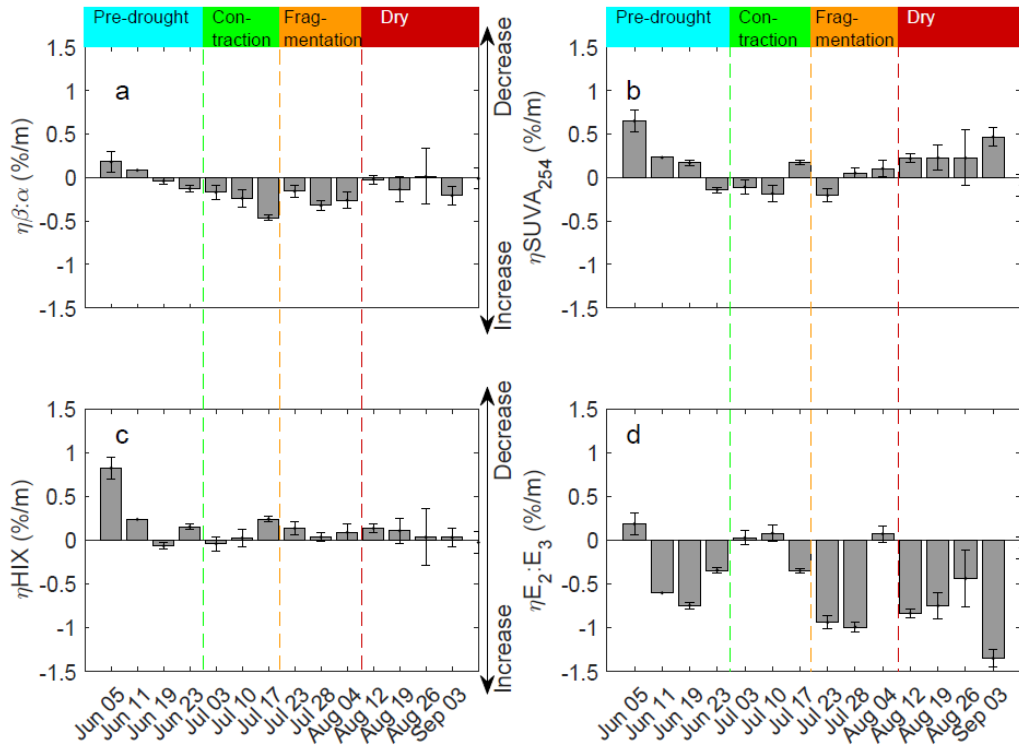 Pre-drought Con- Frag- Dry
traction mentation
Pre-drought Con- Frag- Dry
traction mentation
1.5
1
0.5
0
-0.5
-1
-1.5
ηβ:α (%/m)
a
Decrease
Increase
1.5
1
0.5
0
-0.5
-1
-1.5
ηSUVA254 (%/m)
b
1.5
1
0.5
0
-0.5
-1
-1.5
ηHIX (%/m)
c
Decrease
Increase
1.5
1
0.5
0
-0.5
-1
-1.5
ηE2:E3 (%/m)
d
Jun 05
Jun 11
Jun 19
Jun 23
Jul 03
Jul 10
Jul 17
Jul 23
Jul 28
Aug 04
Aug 12
Aug 19
Aug 26
Sep 03
Jun 05
Jun 11
Jun 19
Jun 23
Jul 03
Jul 10
Jul 17
Jul 23
Jul 28
Aug 04
Aug 12
Aug 19
Aug 26
Sep 03